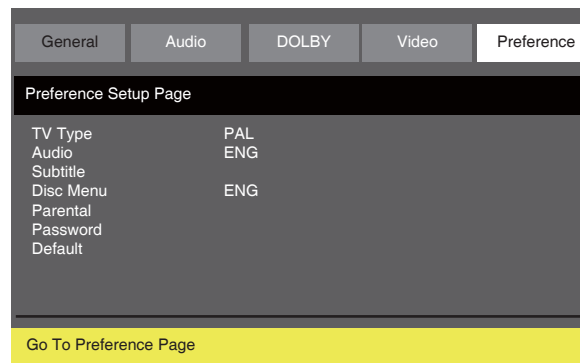 General Audio DOLBY Video Preference
Preference Setup Page
TV Type PAL
Audio ENG
Subtitle
Disc Menu ENG
Parental
Password
Default
Go To Preference Page